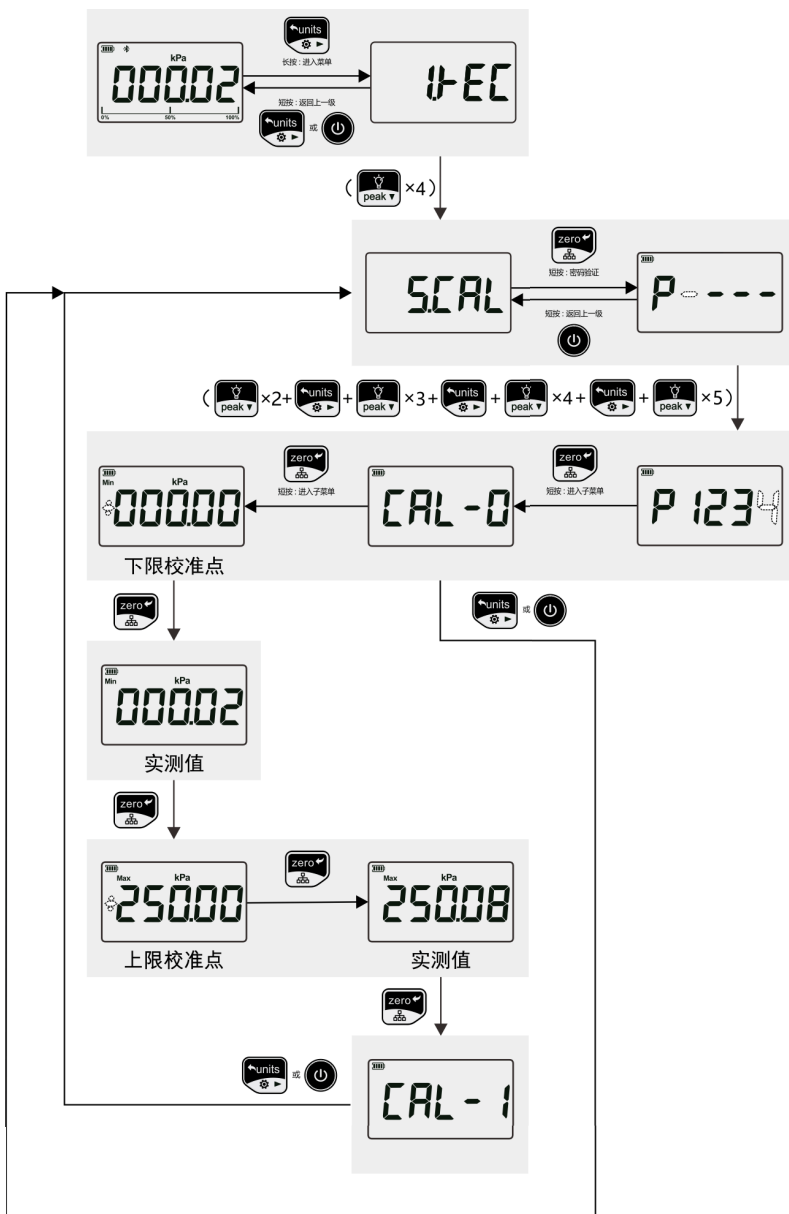 units
kPa
000.02
0% 50% 100%
长按:进入菜单
短按:返回上一级
units 或
1.rEC
( peak ×4)
zero
5.CAL
短按:密码验证
P----
短按:返回上一级
( peak ×2+ units + peak ×3+ units + peak ×4+ units + peak ×5)
Min kPa
000.00
zero
短按:进入子菜单
CAL-0
zero
短按:进入子菜单
P1234
下限校准点
zero
units 或
Min kPa
000.02
实测值
zero
Max kPa
250.00
zero
Max kPa
250.08
上限校准点
实测值
zero
units 或
CAL-1